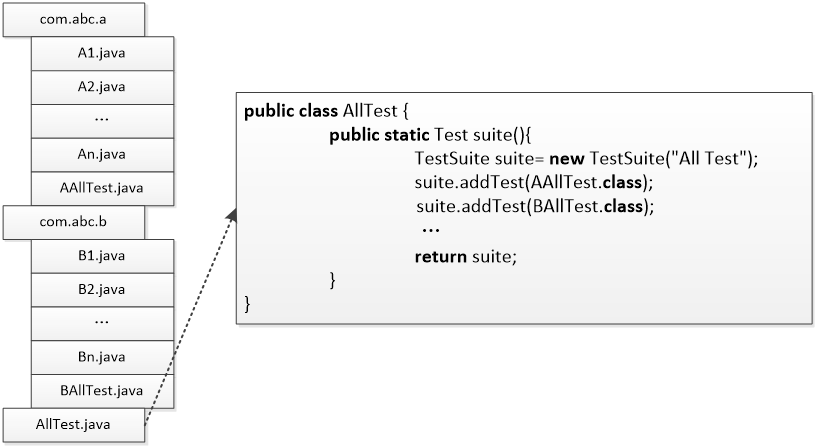 com.abc.a
A1.java
A2.java
...
An.java
AAllTest.java
com.abc.b
B1.java
B2.java
...
Bn.java
BAllTest.java
AllTest.java
public class AllTest {
public static Test suite(){
TestSuite suite= new TestSuite("All Test");
suite.addTest(AAllTest.class);
suite.addTest(BAllTest.class);
...
return suite;
}
}